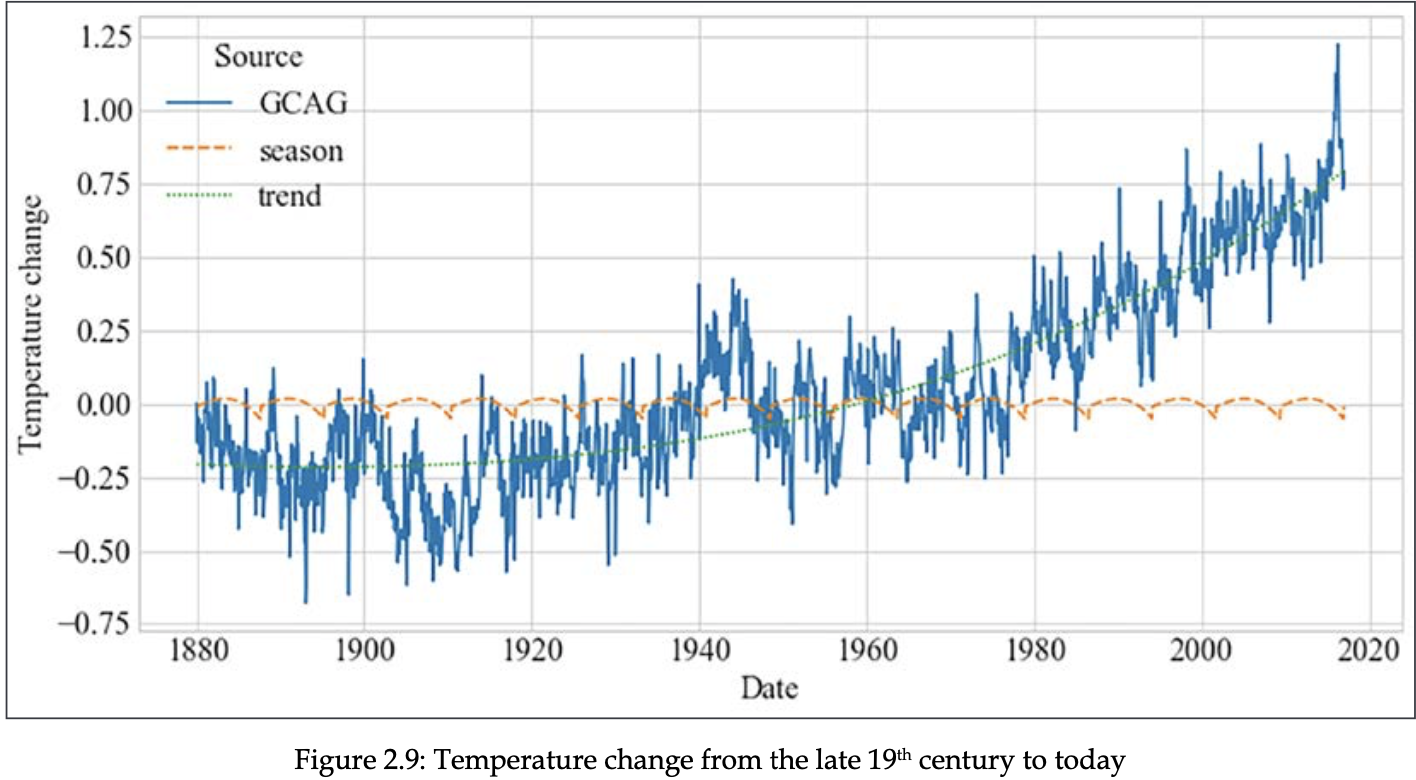 1.25
1.00
0.75
0.50
0.25
0.00
−0.25
−0.50
−0.75
Temperature change
Source
GCAG
season
trend
1880 1900 1920 1940 1960 1980 2000 2020
Date
Figure 2.9: Temperature change from the late 19th century to today